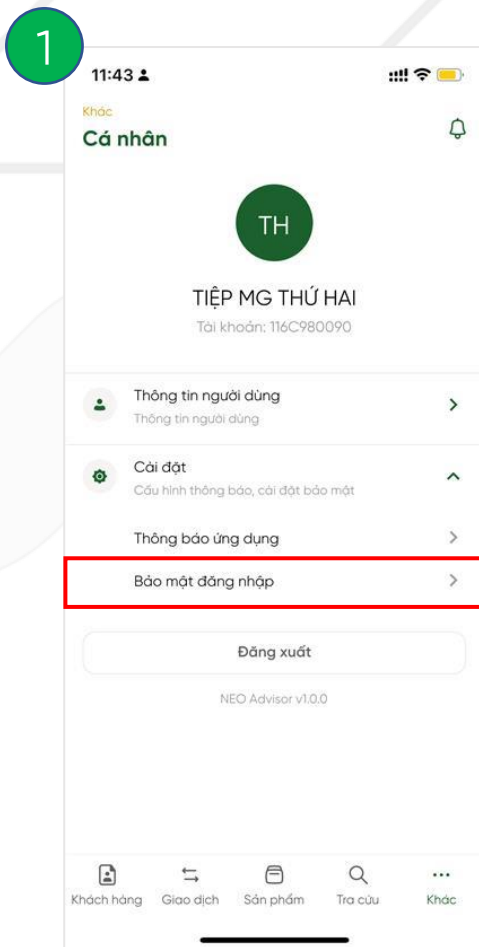 1
11:43
Khác
Cá nhân
TH
TIỆP MG THỨ HAI
Tài khoản: 116C980090
Thông tin người dùng
Thông tin người dùng
Cài đặt
Cấu hình thông báo, cài đặt bảo mật
Thông báo ứng dụng
Bảo mật đăng nhập
Đăng xuất
NEO Advisor v1.0.0
Khách hàng Giao dịch Sản phẩm Tra cứu Khác